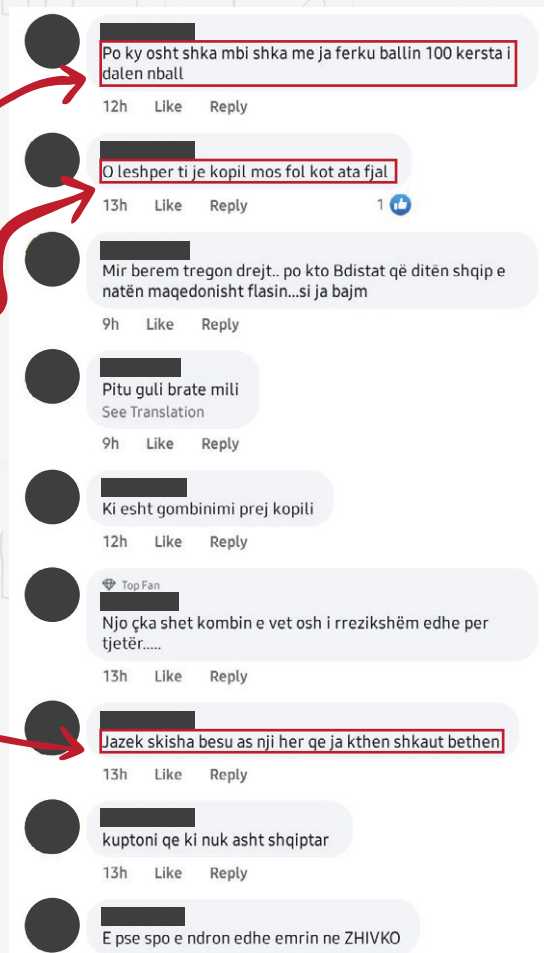 Po ky osht shka mbi shka me ja ferku ballin 100 kersta i
dalen nball
12h Like Reply
O leshper ti je kopil mos fol kot ata fjal
13h Like Reply 1
Mir berem tregon drejt.. po kto Bdistat që ditën shqip e
natën maqedonisht flasin...si ja bajm
9h Like Reply
Pitu guli brate mili
See Translation
9h Like Reply
Ki esht gombinimi prej kopili
12h Like Reply
Top Fan
Njo çka shet kombin e vet osh i rrezikshëm edhe per
tjetër.....
13h Like Reply
Jazek skisha besu as nji her qe ja kthen shkaut bethen
13h Like Reply
kuptoni qe ki nuk asht shqiptar
13h Like Reply
E pse spo e ndron edhe emrin ne ZHIVKO